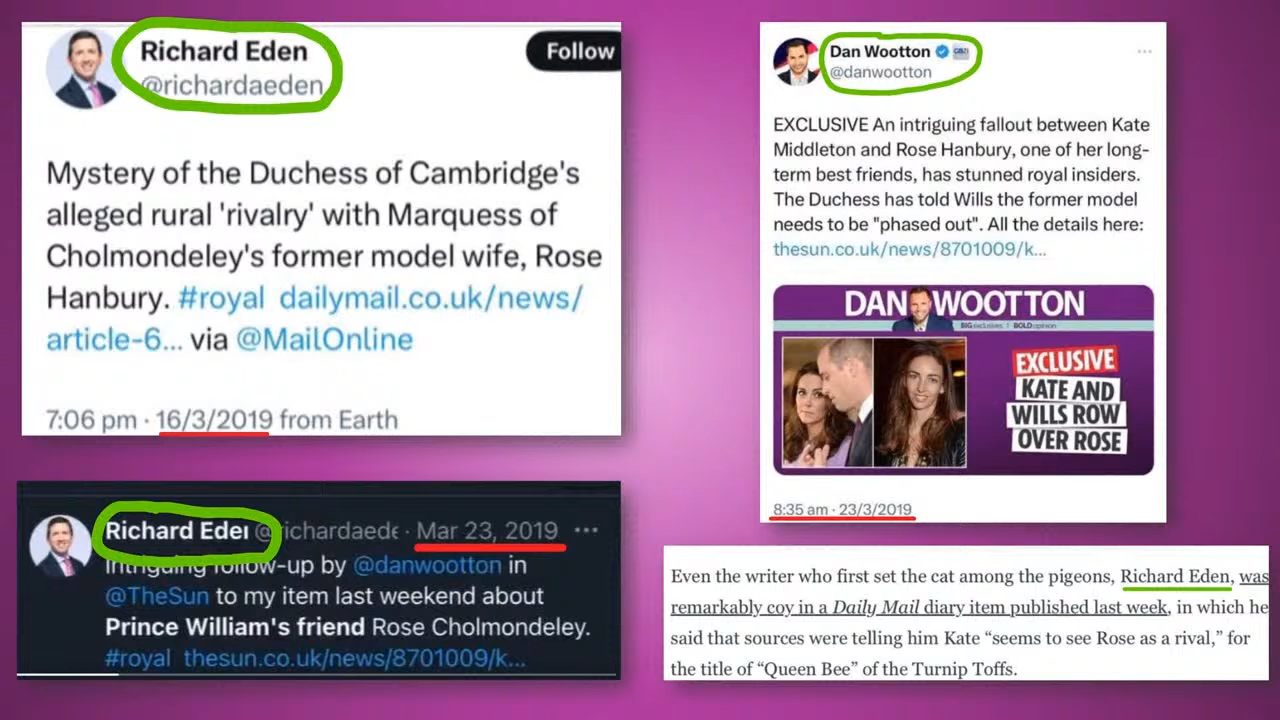 Richard Eden
@richardaeden
Follow
Mystery of the Duchess of Cambridge's
alleged rural 'rivalry' with Marquess of
Cholmondeley's former model wife, Rose
Hanbury. #royal dailymail.co.uk/news/
article-6... via @MailOnline
7:06 pm · 16/3/2019 from Earth
Richard Eden @richardaede · Mar 23, 2019 ...
Intriguing follow-up by @danwootton in
@TheSun to my item last weekend about
Prince William's friend Rose Cholmondeley.
#royal thesun.co.uk/news/8701009/k...
Dan Wootton
@danwootton
EXCLUSIVE An intriguing fallout between Kate
Middleton and Rose Hanbury, one of her long-
term best friends, has stunned royal insiders.
The Duchess has told Wills the former model
needs to be "phased out". All the details here:
thesun.co.uk/news/8701009/k...
DAN WOOTTON
BIG exclusives | BOLD opinion
EXCLUSIVE
KATE AND
WILLS ROW
OVER ROSE
8:35 am · 23/3/2019
Even the writer who first set the cat among the pigeons, Richard Eden, was
remarkably coy in a Daily Mail diary item published last week, in which he
said that sources were telling him Kate “seems to see Rose as a rival,” for
the title of “Queen Bee” of the Turnip Toffs.